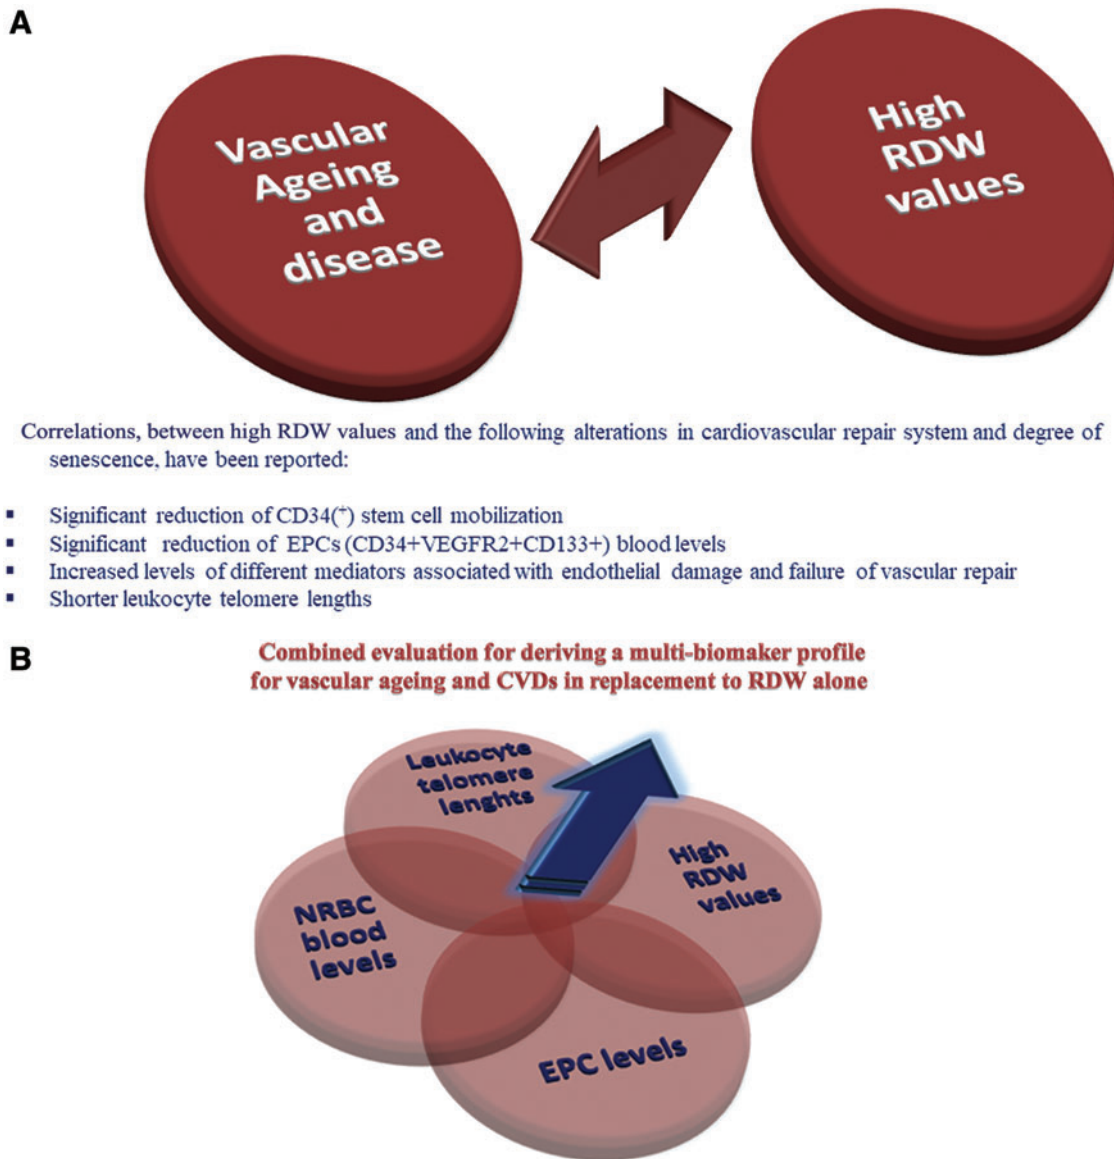 A
Vascular
Ageing
and
disease
High
RDW
values
Correlations, between high RDW values and the following alterations in cardiovascular repair system and degree of
senescence, have been reported:
▪ Significant reduction of CD34(⁺) stem cell mobilization
▪ Significant reduction of EPCs (CD34+VEGFR2+CD133+) blood levels
▪ Increased levels of different mediators associated with endothelial damage and failure of vascular repair
▪ Shorter leukocyte telomere lengths
B
Combined evaluation for deriving a multi-biomaker profile
for vascular ageing and CVDs in replacement to RDW alone
Leukocyte
telomere
lenghts
High
RDW
values
NRBC
blood
levels
EPC levels